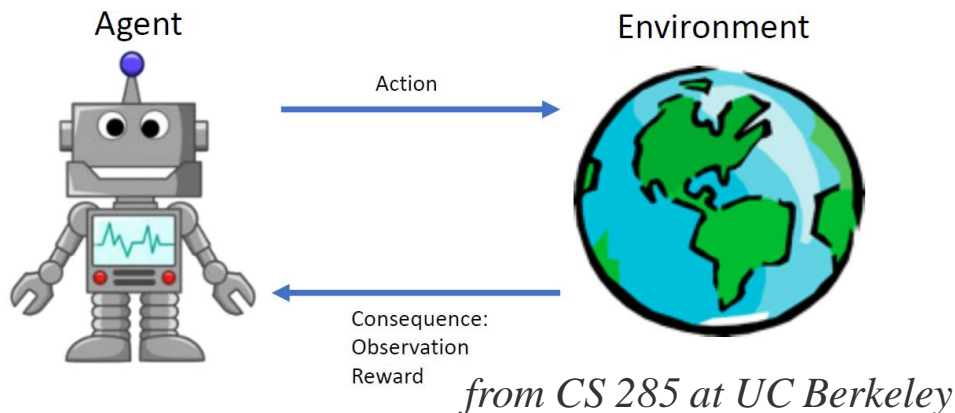 Agent
Environment
Action
Consequence:
Observation
Reward
from CS 285 at UC Berkeley